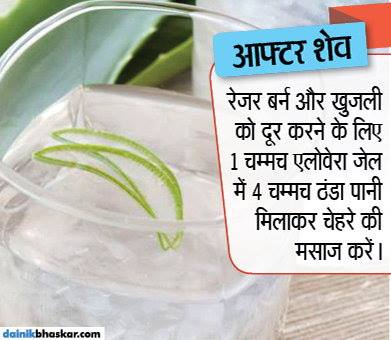 आफ्टर शेव
रेजर बर्न और खुजली
को दूर करने के लिए
1 चम्मच एलोवेरा जेल
में 4 चम्मच ठंडा पानी
मिलाकर चेहरे की
मसाज करें।
dainikbhaskar.com